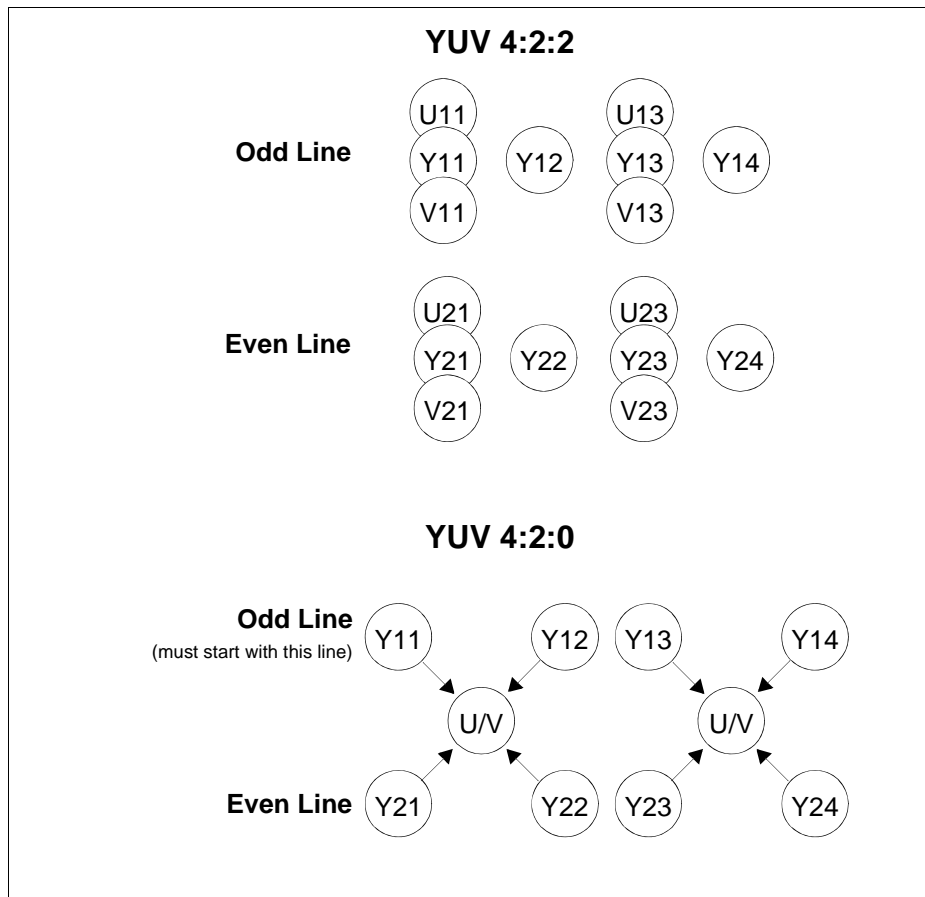 YUV 4:2:2
U11 U13
Odd Line Y11 Y12 Y13 Y14
V11 V13
U21 U23
Even Line Y21 Y22 Y23 Y24
V21 V23
YUV 4:2:0
Odd Line
(must start with this line)
Y11 Y12 Y13 Y14
U/V U/V
Even Line Y21 Y22 Y23 Y24